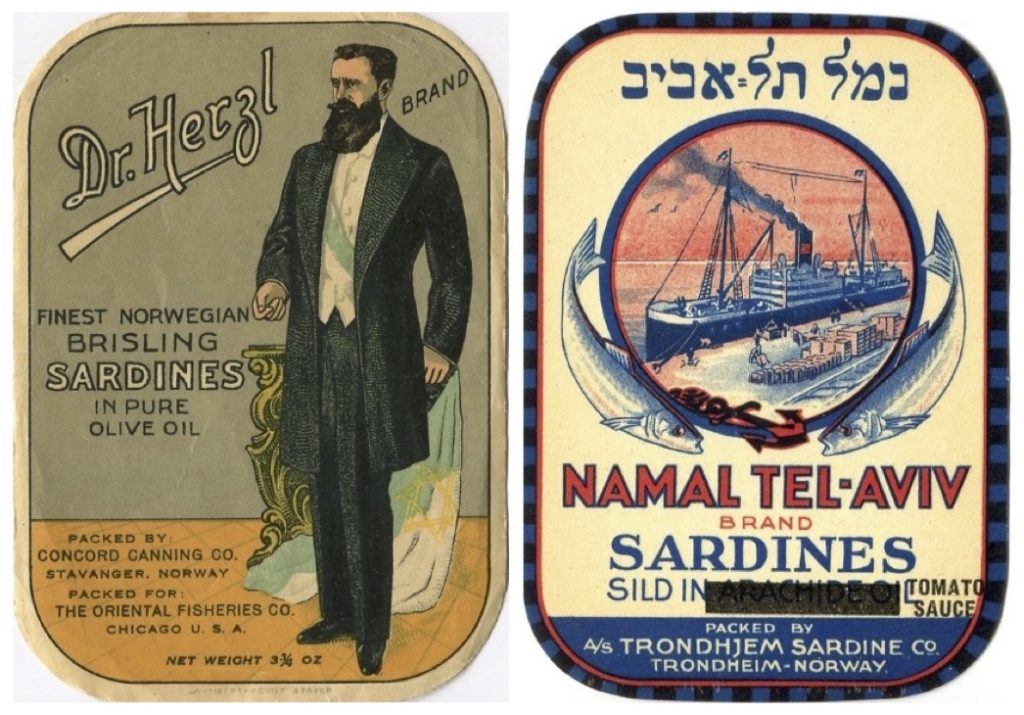 Dr. Herzl
BRAND
FINEST NORWEGIAN
BRISLING
SARDINES
IN PURE
OLIVE OIL
PACKED BY:
CONCORD CANNING CO.
STAVANGER, NORWAY
PACKED FOR:
THE ORIENTAL FISHERIES CO.
CHICAGO U. S. A.
NET WEIGHT 3¾ OZ
נמל תל=אביב
NAMAL TEL-AVIV
BRAND
SARDINES
SILD IN ARACHIDE OIL TOMATO
SAUCE
PACKED BY
A/S TRONDHJEM SARDINE Co.
TRONDHEIM-NORWAY.